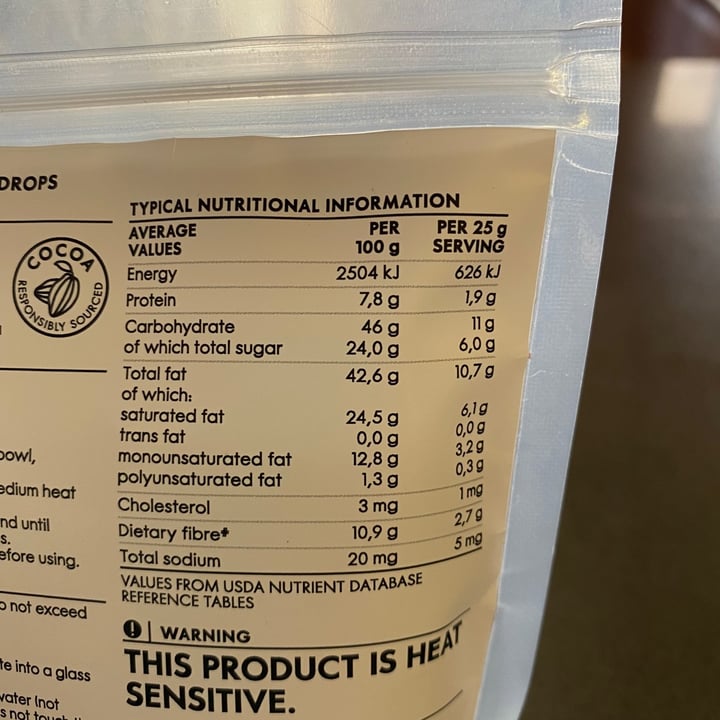 DROPS
COCOA
RESPONSIBLY SOURCED
bowl,
edium heat
nd until
s.
efore using.
o not exceed
te into a glass
vater (not
s not
TYPICAL NUTRITIONAL INFORMATION
AVERAGE VALUES PER 100 g PER 25 g SERVING
Energy 2504 kJ 626 kJ
Protein 7,8 g 1,9 g
Carbohydrate 46 g 11 g
of which total sugar 24,0 g 6,0 g
Total fat 42,6 g 10,7 g
of which:
saturated fat 24,5 g 6,1 g
trans fat 0,0 g 0,0 g
monounsaturated fat 12,8 g 3,2 g
polyunsaturated fat 1,3 g 0,3 g
Cholesterol 3 mg 1 mg
Dietary fibre# 10,9 g 2,7 g
Total sodium 20 mg 5 mg
VALUES FROM USDA NUTRIENT DATABASE
REFERENCE TABLES
! | WARNING
THIS PRODUCT IS HEAT
SENSITIVE.